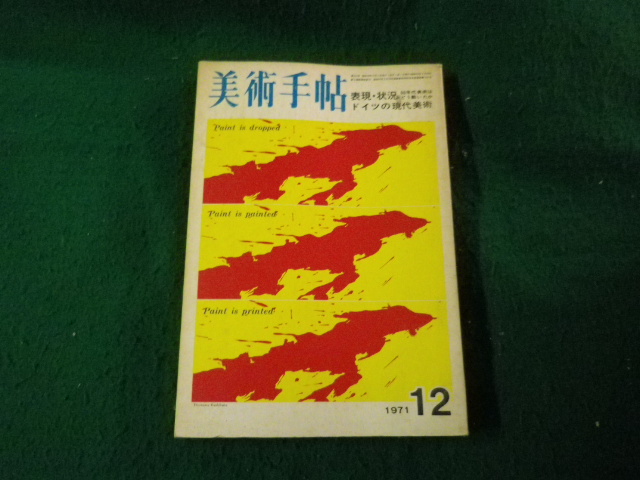 美術手帖
表現・状況
ドイツの現代美術
Paint is dropped
Paint is painted
Paint is printed
1971 12